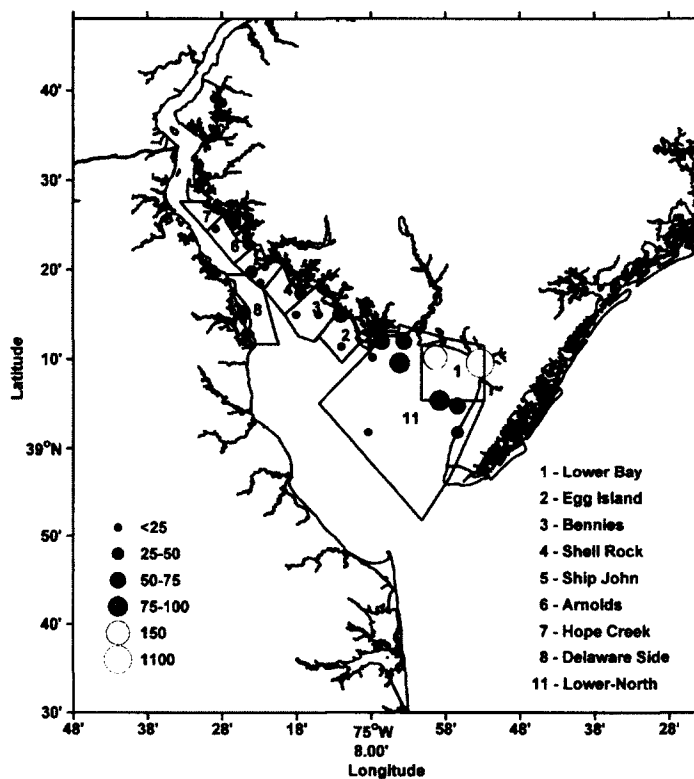 40'
30'
20'
10'
39°N
50'
40'
30'
Latitude
7
6
4
3
8
2
1
11
<25
25-50
50-75
75-100
150
1100
1 - Lower Bay
2 - Egg Island
3 - Bennies
4 - Shell Rock
5 - Ship John
6 - Arnolds
7 - Hope Creek
8 - Delaware Side
11 - Lower-North
48' 38' 28' 18' 75°W 58' 48' 38' 28'
8.00'
Longitude